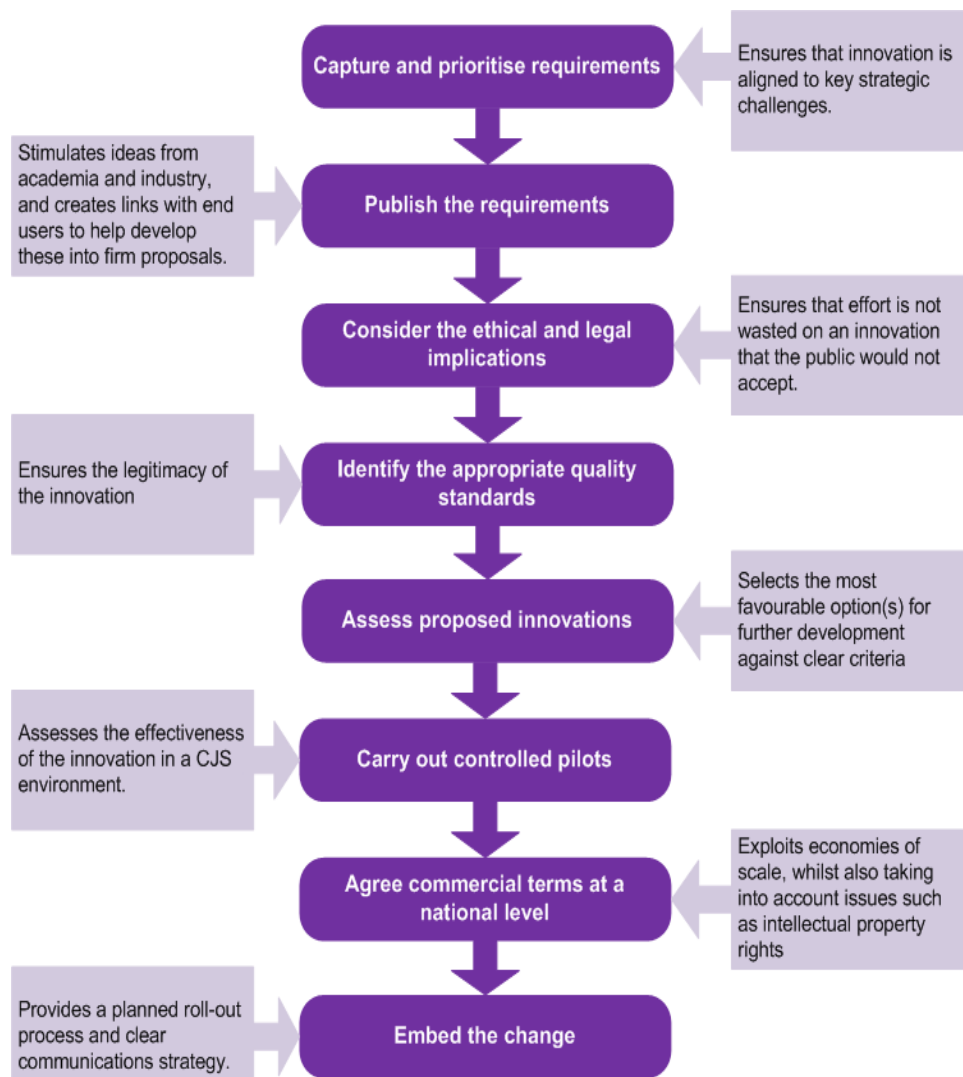 Capture and prioritise requirements
Ensures that innovation is
aligned to key strategic
challenges.
Stimulates ideas from
academia and industry,
and creates links with end
users to help develop
these into firm proposals.
Publish the requirements
Consider the ethical and legal
implications
Ensures that effort is not
wasted on an innovation
that the public would not
accept.
Ensures the legitimacy of
the innovation
Identify the appropriate quality
standards
Assess proposed innovations
Selects the most
favourable option(s) for
further development
against clear criteria
Assesses the effectiveness
of the innovation in a CJS
environment.
Carry out controlled pilots
Agree commercial terms at a
national level
Exploits economies of
scale, whilst also taking
into account issues such
as intellectual property
rights
Provides a planned roll-out
process and clear
communications strategy.
Embed the change